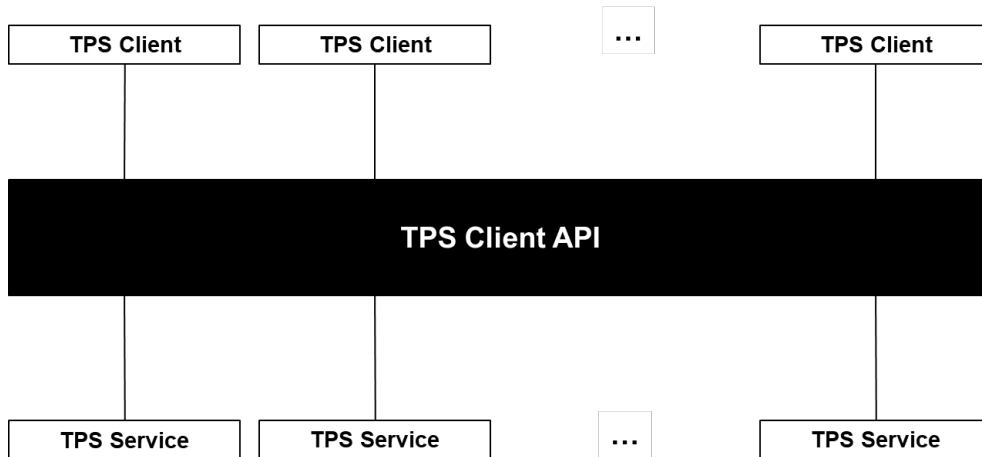 TPS Client
TPS Client
...
TPS Client
TPS Client API
TPS Service
TPS Service
...
TPS Service